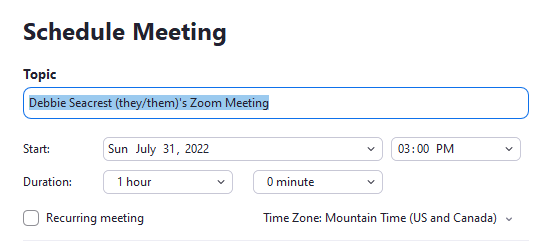 Schedule Meeting
Topic
Debbie Seacrest (they/them)'s Zoom Meeting
Start: Sun July 31, 2022 03:00 PM
Duration: 1 hour 0 minute
Recurring meeting Time Zone: Mountain Time (US and Canada)